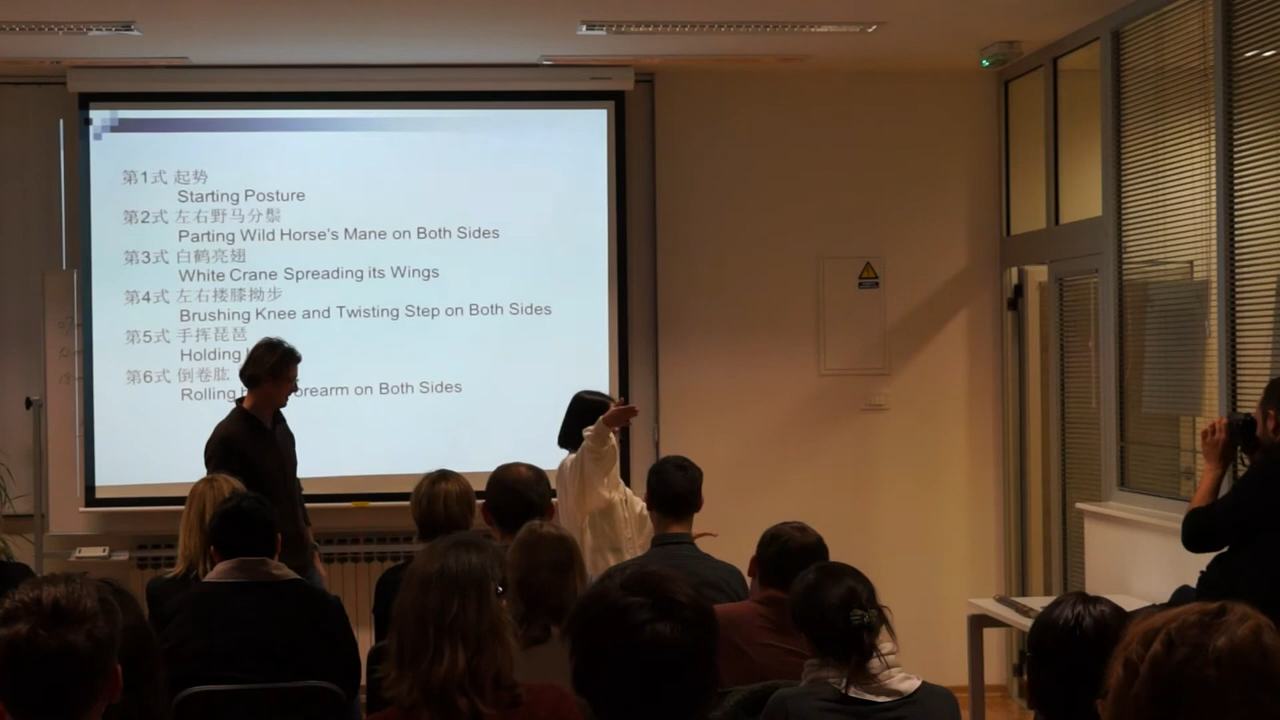 第1式 起势
Starting Posture
第2式 左右野马分鬃
Parting Wild Horse's Mane on Both Sides
第3式 白鹤亮翅
White Crane Spreading its Wings
第4式 左右搂膝拗步
Brushing Knee and Twisting Step on Both Sides
第5式 手挥琵琶
Holding
第6式 倒卷肱
Rolling on Both Sides